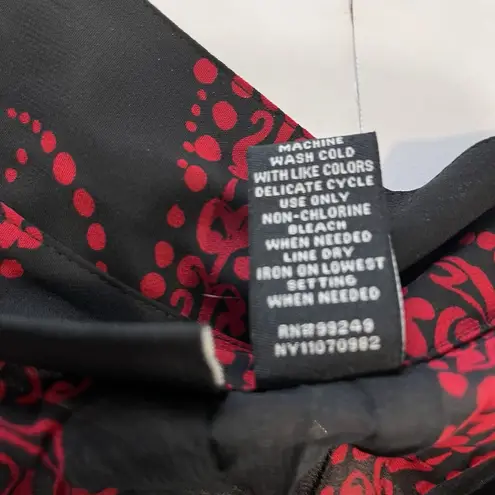 MACHINE
WASH COLD
WITH LIKE COLORS
DELICATE CYCLE
USE ONLY
NON-CHLORINE
BLEACH
WHEN NEEDED
LINE DRY
IRON ON LOWEST
SETTING
WHEN NEEDED
RN#99249
NY11070982